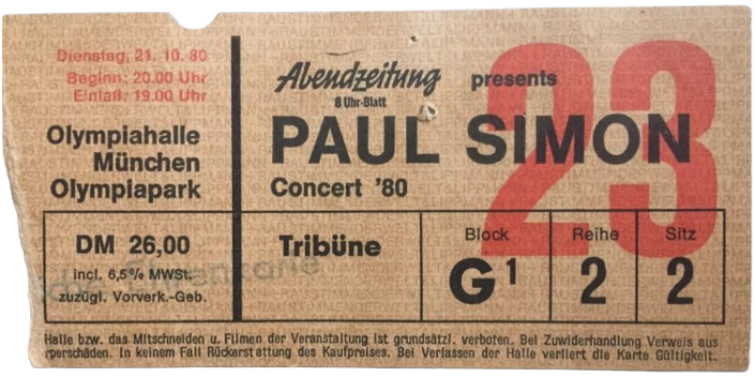 Dienstag, 21. 10. 80
Beginn: 20.00 Uhr
Einlaß: 19.00 Uhr
Olympiahalle
München
Olympiapark
Abendzeitung presents
8 Uhr-Blatt
PAUL SIMON
Concert '80
23
DM 26,00
incl. 6,5% MWSt.
zuzügl. Vorverk.-Geb.
Tribüne
Block
G1
Reihe
2
Sitz
2
Halle bzw. das Mitschneiden u. Filmen der Veranstaltung ist grundsätzl. verboten. Bei Zuwiderhandlung Verweis aus
rperschäden. In keinem Fall Rückerstattung des Kaufpreises. Bei Verlassen der Halle verliert die Karte Gültigkeit.